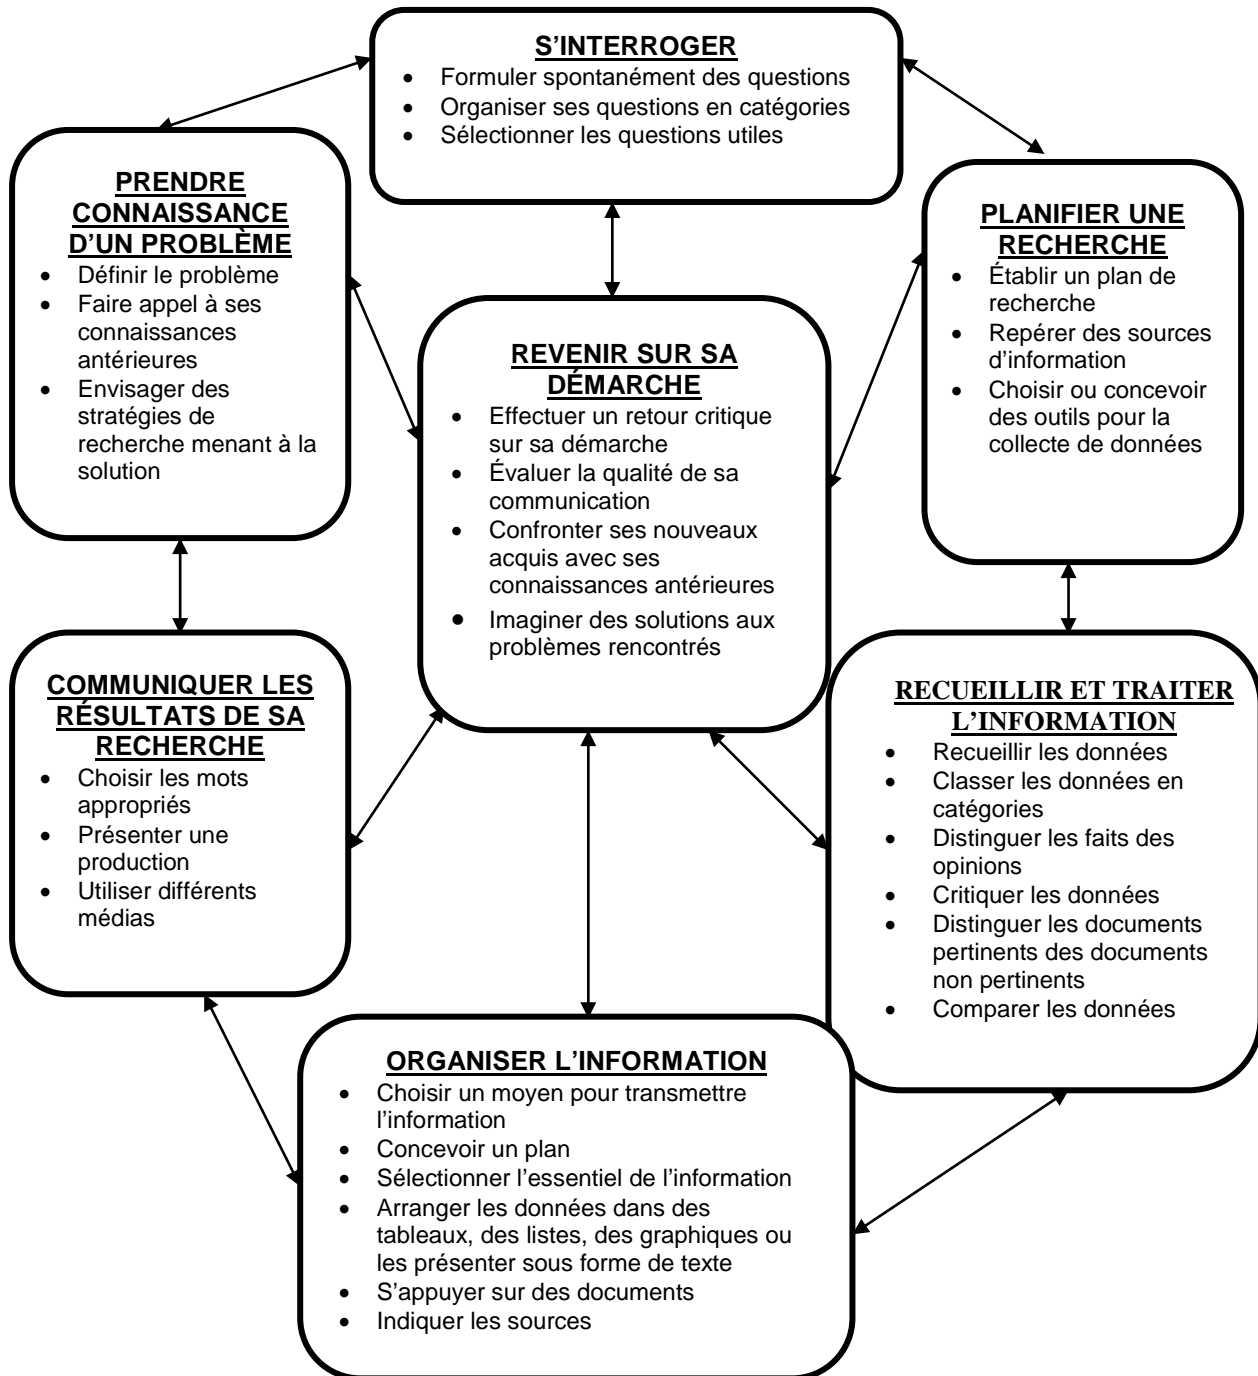 S'INTERROGER
• Formuler spontanément des questions
• Organiser ses questions en catégories
• Sélectionner les questions utiles
PRENDRE
CONNAISSANCE
D'UN PROBLÈME
• Définir le problème
• Faire appel à ses
connaissances
antérieures
• Envisager des
stratégies de
recherche menant à la
solution
PLANIFIER UNE
RECHERCHE
• Établir un plan de
recherche
• Repérer des sources
d'information
• Choisir ou concevoir
des outils pour la
collecte de données
REVENIR SUR SA
DÉMARCHE
• Effectuer un retour critique
sur sa démarche
• Évaluer la qualité de sa
communication
• Confronter ses nouveaux
acquis avec ses
connaissances antérieures
• Imaginer des solutions aux
problèmes rencontrés
COMMUNIQUER LES
RÉSULTATS DE SA
RECHERCHE
• Choisir les mots
appropriés
• Présenter une
production
• Utiliser différents
médias
RECUEILLIR ET TRAITER
L'INFORMATION
• Recueillir les données
• Classer les données en
catégories
• Distinguer les faits des
opinions
• Critiquer les données
• Distinguer les documents
pertinents des documents
non pertinents
• Comparer les données
ORGANISER L'INFORMATION
• Choisir un moyen pour transmettre
l'information
• Concevoir un plan
• Sélectionner l'essentiel de l'information
• Arranger les données dans des
tableaux, des listes, des graphiques ou
les présenter sous forme de texte
• S'appuyer sur des documents
• Indiquer les sources